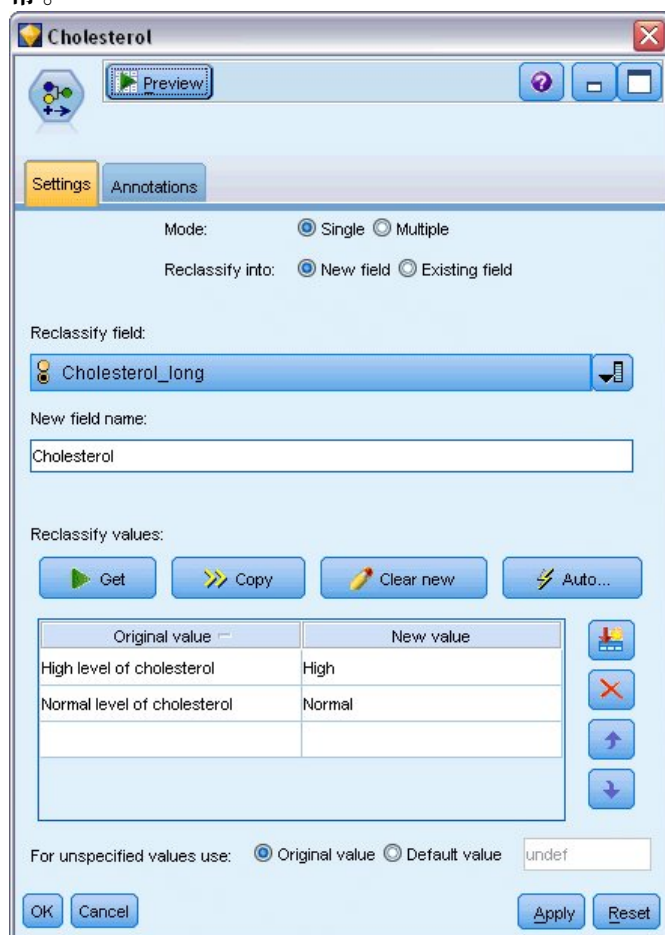 Cholesterol
Preview
Settings Annotations
Mode: Single Multiple
Reclassify into: New field Existing field
Reclassify field:
Cholesterol_long
New field name:
Cholesterol
Reclassify values:
Get Copy Clear new Auto...
Original value New value
High level of cholesterol High
Normal level of cholesterol Normal
For unspecified values use: Original value Default value undef
OK Cancel Apply Reset